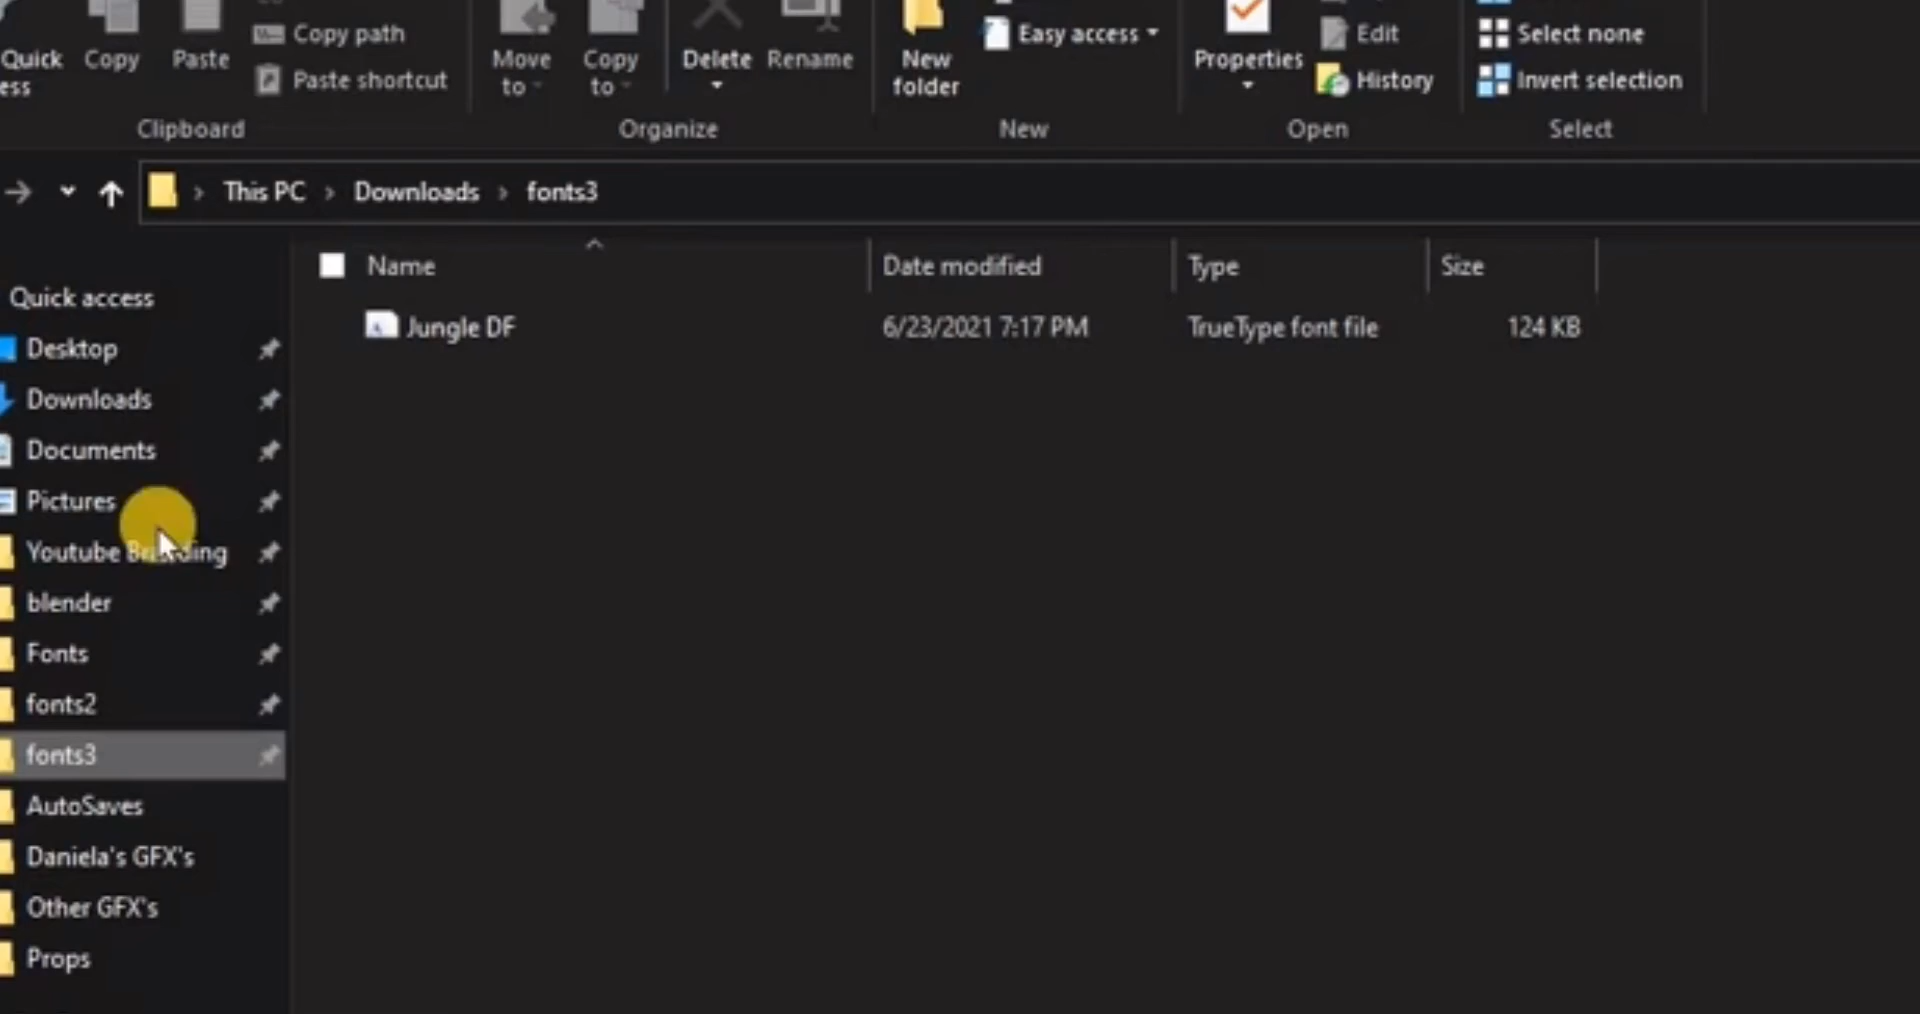 Quick
ess
Copy
Paste
Copy path
Paste shortcut
Clipboard
Move
to
Copy
to
Delete
Rename
Organize
New
folder
Easy access
New
Properties
Edit
History
Open
Select none
Invert selection
Select
This PC > Downloads > fonts3
Name Date modified Type Size
Jungle DF 6/23/2021 7:17 PM TrueType font file 124 KB
Quick access
Desktop
Downloads
Documents
Pictures
Youtube Branding
blender
Fonts
fonts2
fonts3
AutoSaves
Daniela's GFX's
Other GFX's
Props